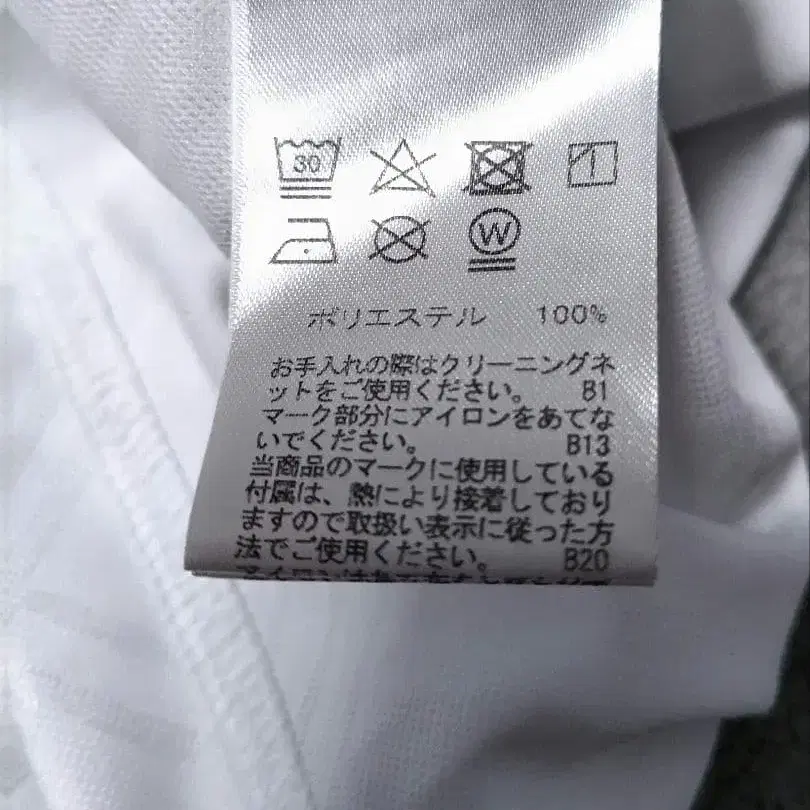 30
W
ポリエステル 100%
お手入れの際はクリーニングネ
ットをご使用ください。 B1
マーク部分にアイロンをあてな
いでください。 B13
当商品のマークに使用している
付属は、熱により接着しており
ますので取扱い表示に従った方
法でご使用ください。 B20